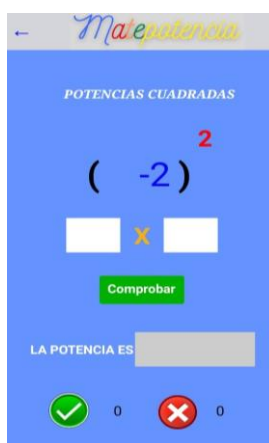 ← Matepotencia
POTENCIAS CUADRADAS
2
( -2 )
X
Comprobar
LA POTENCIA ES
0 0